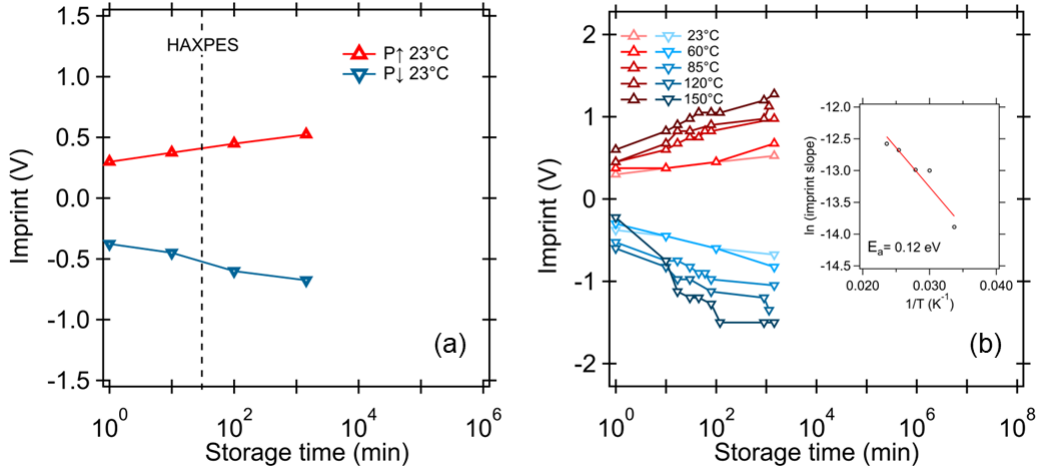 1.5
1.0
0.5
0.0
-0.5
-1.0
-1.5
Imprint (V)
HAXPES
P↑ 23°C
P↓ 23°C
(a)
10^0
10^2
10^4
10^6
Storage time (min)
2
1
0
-1
-2
Imprint (V)
23°C
60°C
85°C
120°C
150°C
-12.0
-12.5
-13.0
-13.5
-14.0
-14.5
ln (imprint slope)
E_a= 0.12 eV
0.020
0.030
0.040
1/T (K^-1)
(b)
10^0
10^2
10^4
10^6
10^8
Storage time (min)